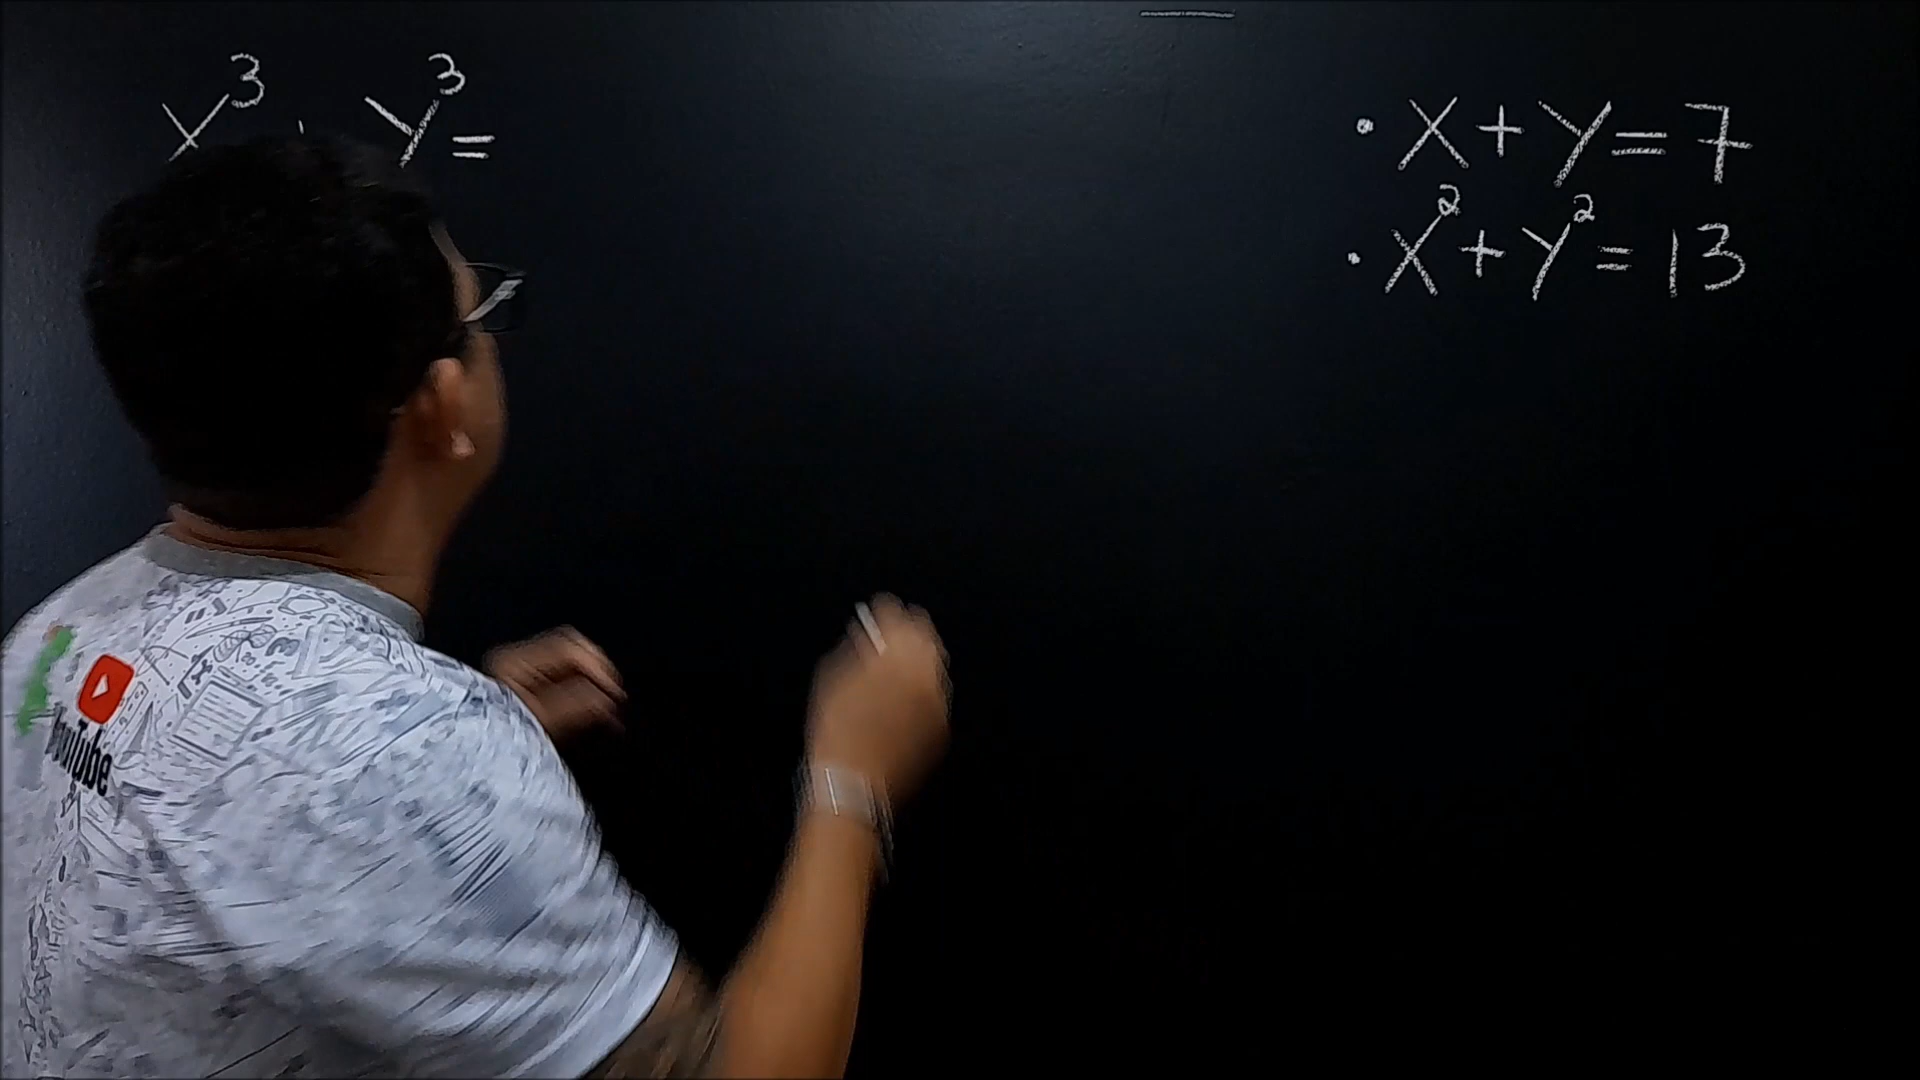 X³ Y³ =
• X + Y = 7
• X² + Y² = 13
YouTube